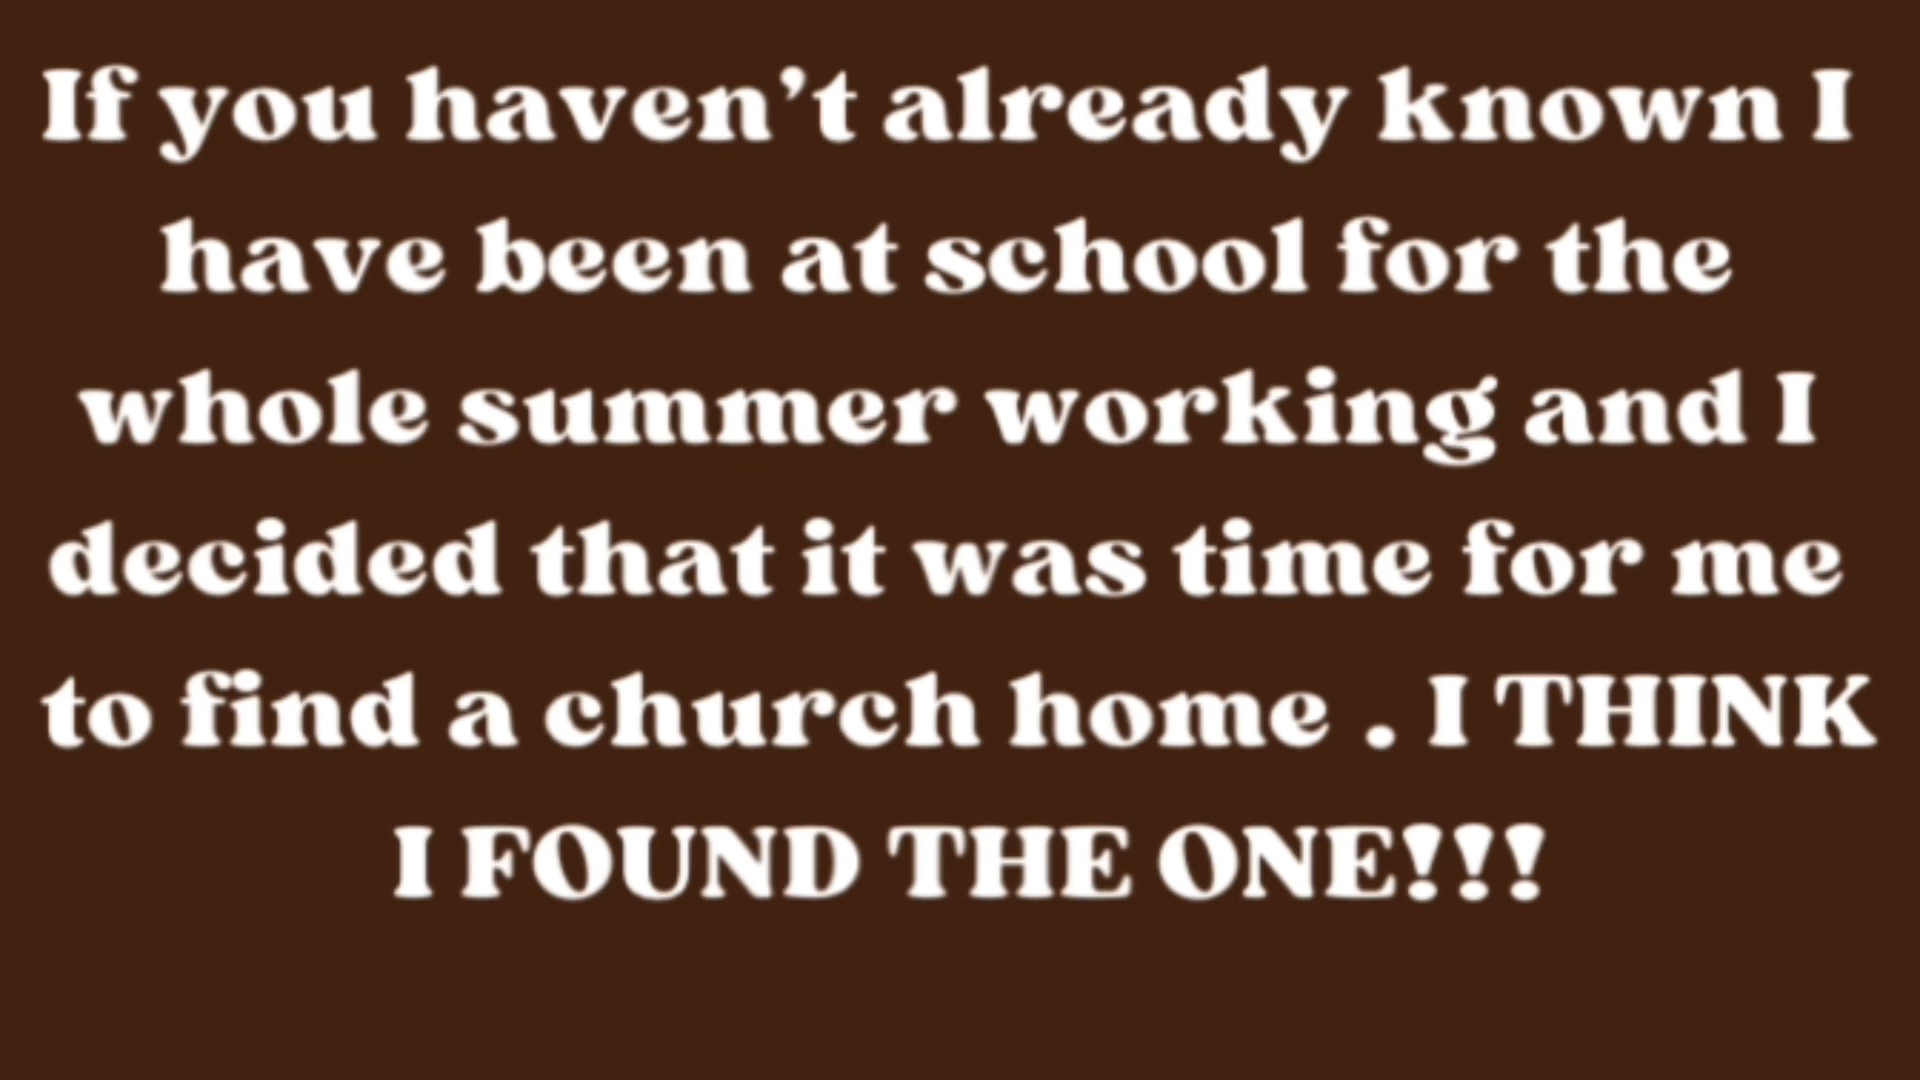 If you haven’t already known I
have been at school for the
whole summer working and I
decided that it was time for me
to find a church home . I THINK
I FOUND THE ONE!!!